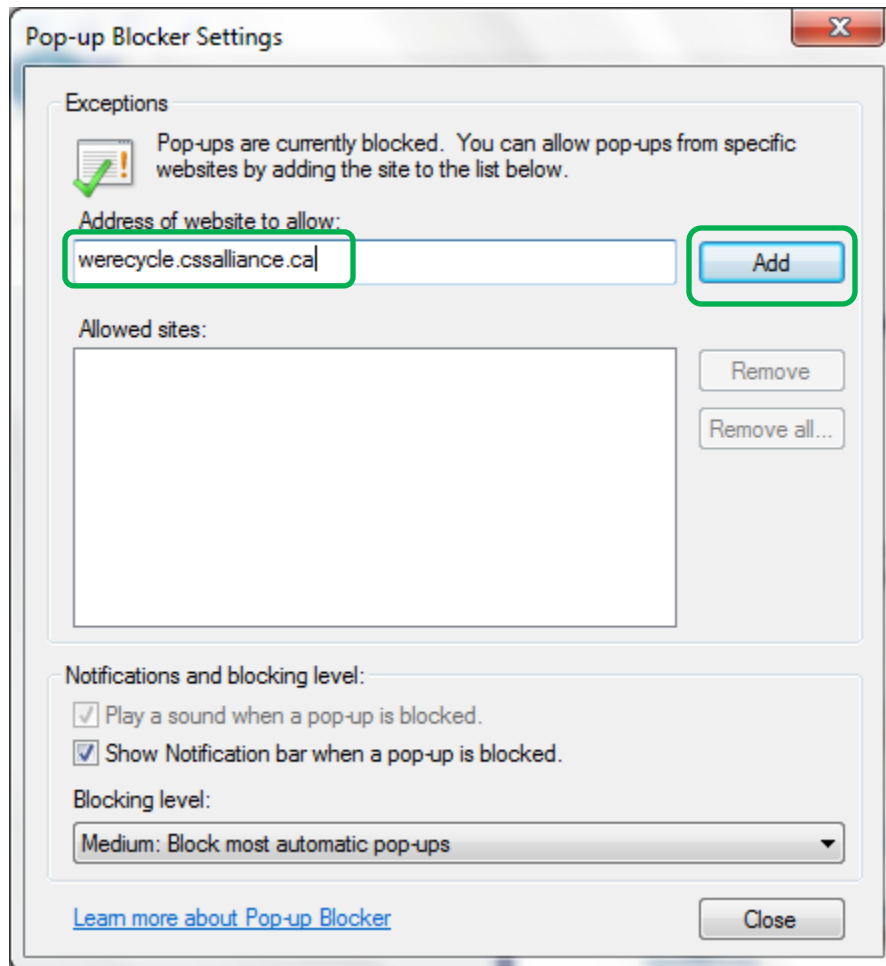 Pop-up Blocker Settings
Exceptions
Pop-ups are currently blocked.  You can allow pop-ups from specific
websites by adding the site to the list below.
Address of website to allow:
werecycle.cssalliance.ca
Add
Allowed sites:
Remove
Remove all...
Notifications and blocking level:
Play a sound when a pop-up is blocked.
Show Notification bar when a pop-up is blocked.
Blocking level:
Medium: Block most automatic pop-ups
Learn more about Pop-up Blocker
Close